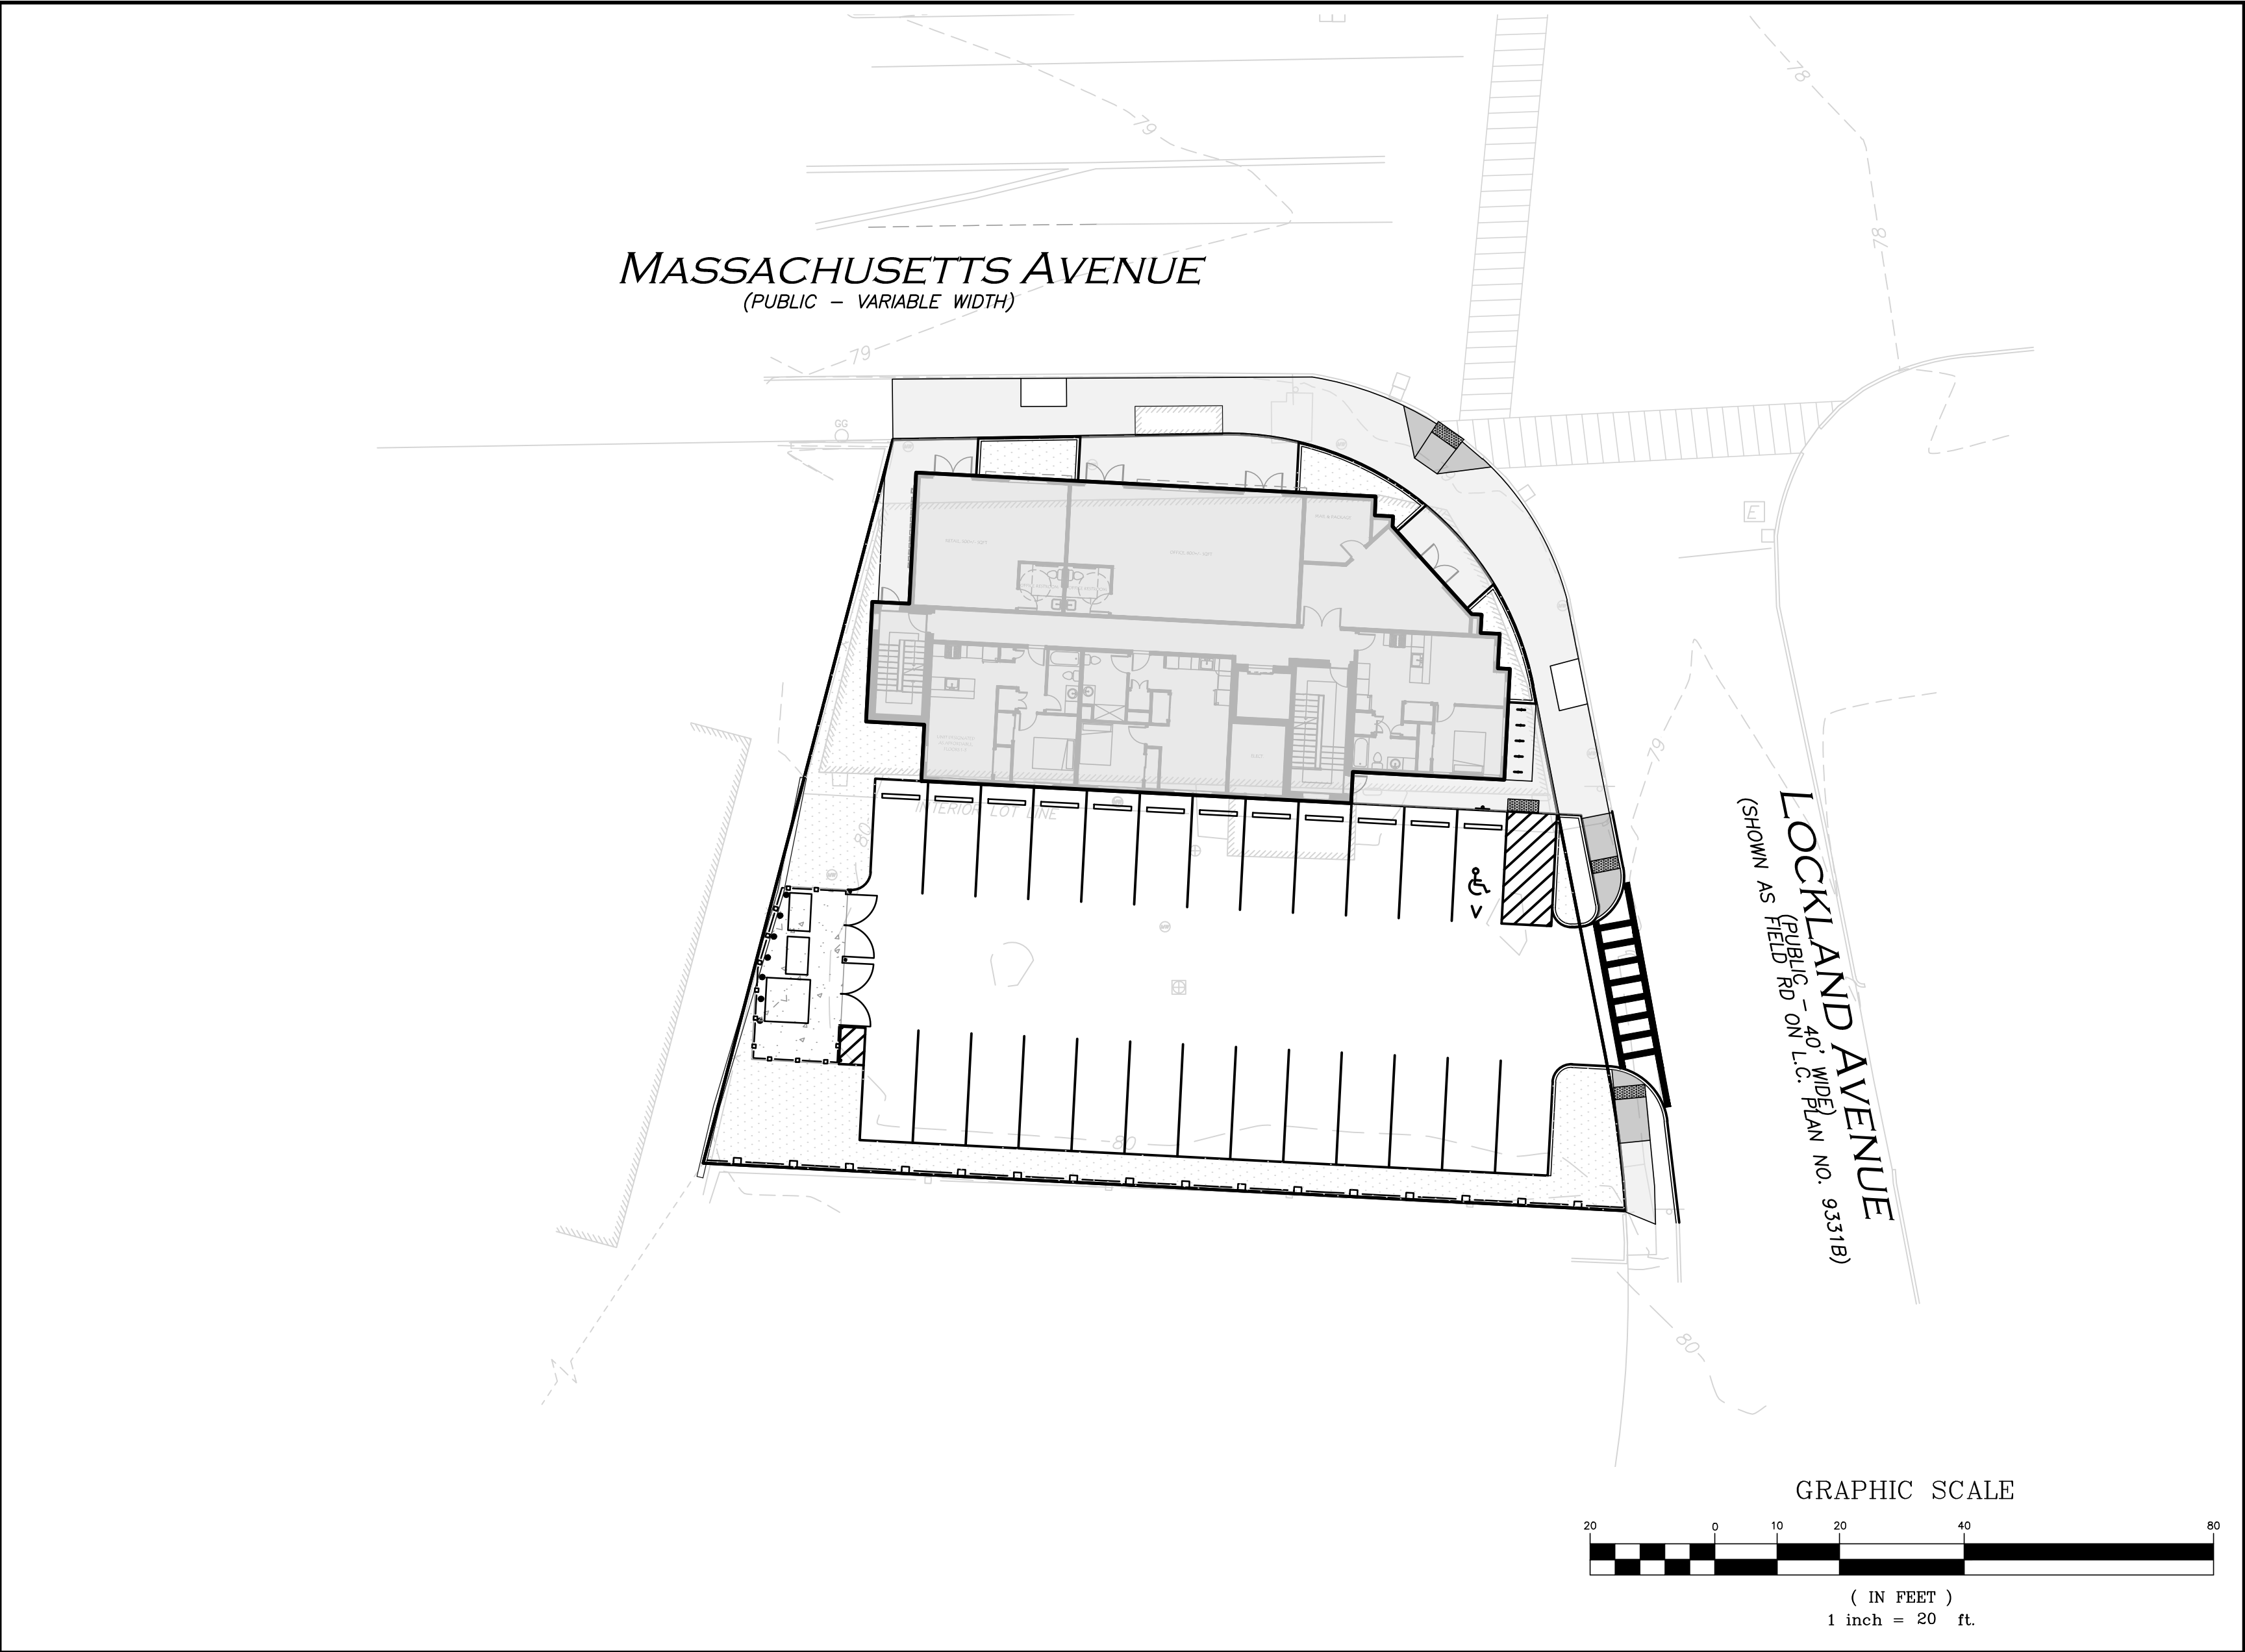 78
79
78
MASSACHUSETTS AVENUE
(PUBLIC – VARIABLE WIDTH)
79
GG
E
79
INTERIOR LOT LINE
80
LOCKLAND AVENUE
(PUBLIC – 40' WIDE)
(SHOWN AS FIELD RD ON L.C. PLAN NO. 9331B)
80
80
GRAPHIC SCALE
20 0 10 20 40 80
( IN FEET )
1 inch = 20 ft.